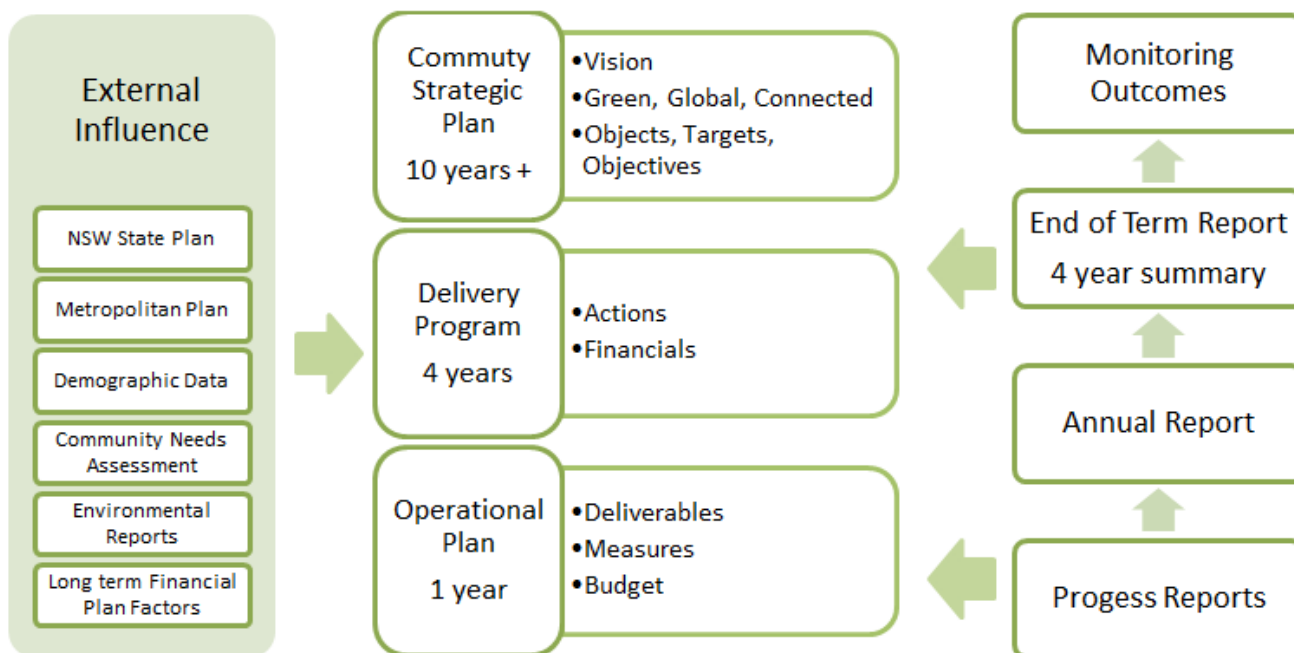 External
Influence
NSW State Plan
Metropolitan Plan
Demographic Data
Community Needs
Assessment
Environmental
Reports
Long term Financial
Plan Factors
Commuty
Strategic
Plan
10 years +
•Vision
•Green, Global, Connected
•Objects, Targets,
Objectives
Delivery
Program
4 years
•Actions
•Financials
Operational
Plan
1 year
•Deliverables
•Measures
•Budget
Monitoring
Outcomes
End of Term Report
4 year summary
Annual Report
Progess Reports